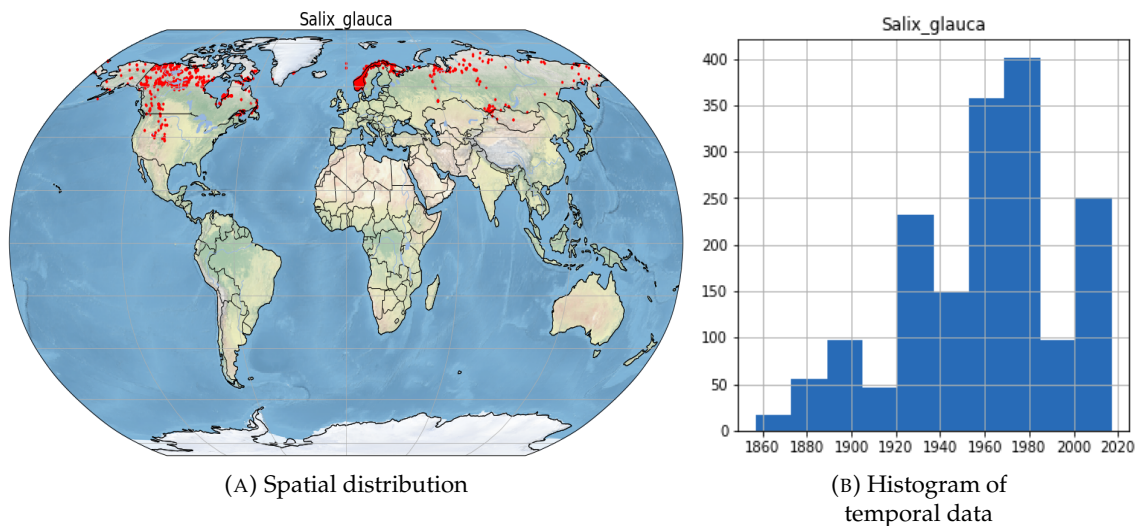 Salix_glauca
(A) Spatial distribution
Salix_glauca
400
350
300
250
200
150
100
50
0
1860 1880 1900 1920 1940 1960 1980 2000 2020
(B) Histogram of
temporal data